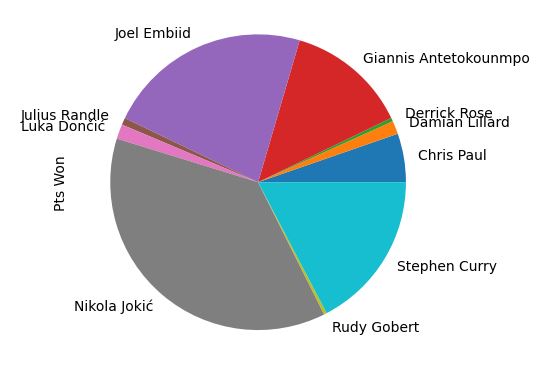 Joel Embiid
Giannis Antetokounmpo
Derrick Rose
Julius Randle
Damian Lillard
Luka Dončić
Chris Paul
Pts Won
Stephen Curry
Nikola Jokić
Rudy Gobert